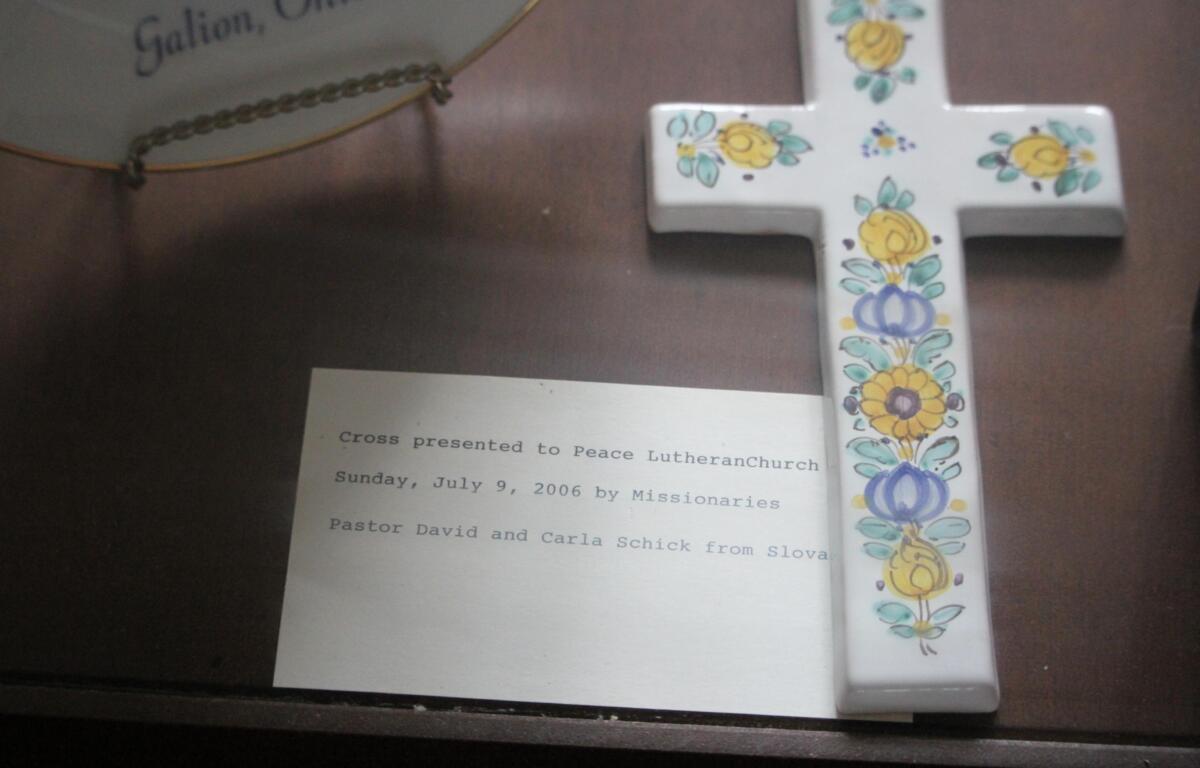 Galion,
Cross presented to Peace LutheranChurch
Sunday, July 9, 2006 by Missionaries
Pastor David and Carla Schick from Slova